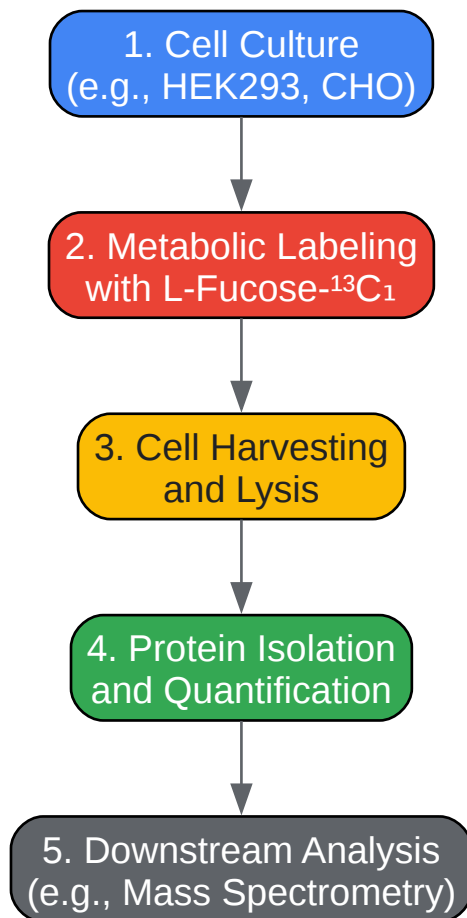 1. Cell Culture
(e.g., HEK293, CHO)
2. Metabolic Labeling
with L-Fucose-¹³C₁
3. Cell Harvesting
and Lysis
4. Protein Isolation
and Quantification
5. Downstream Analysis
(e.g., Mass Spectrometry)